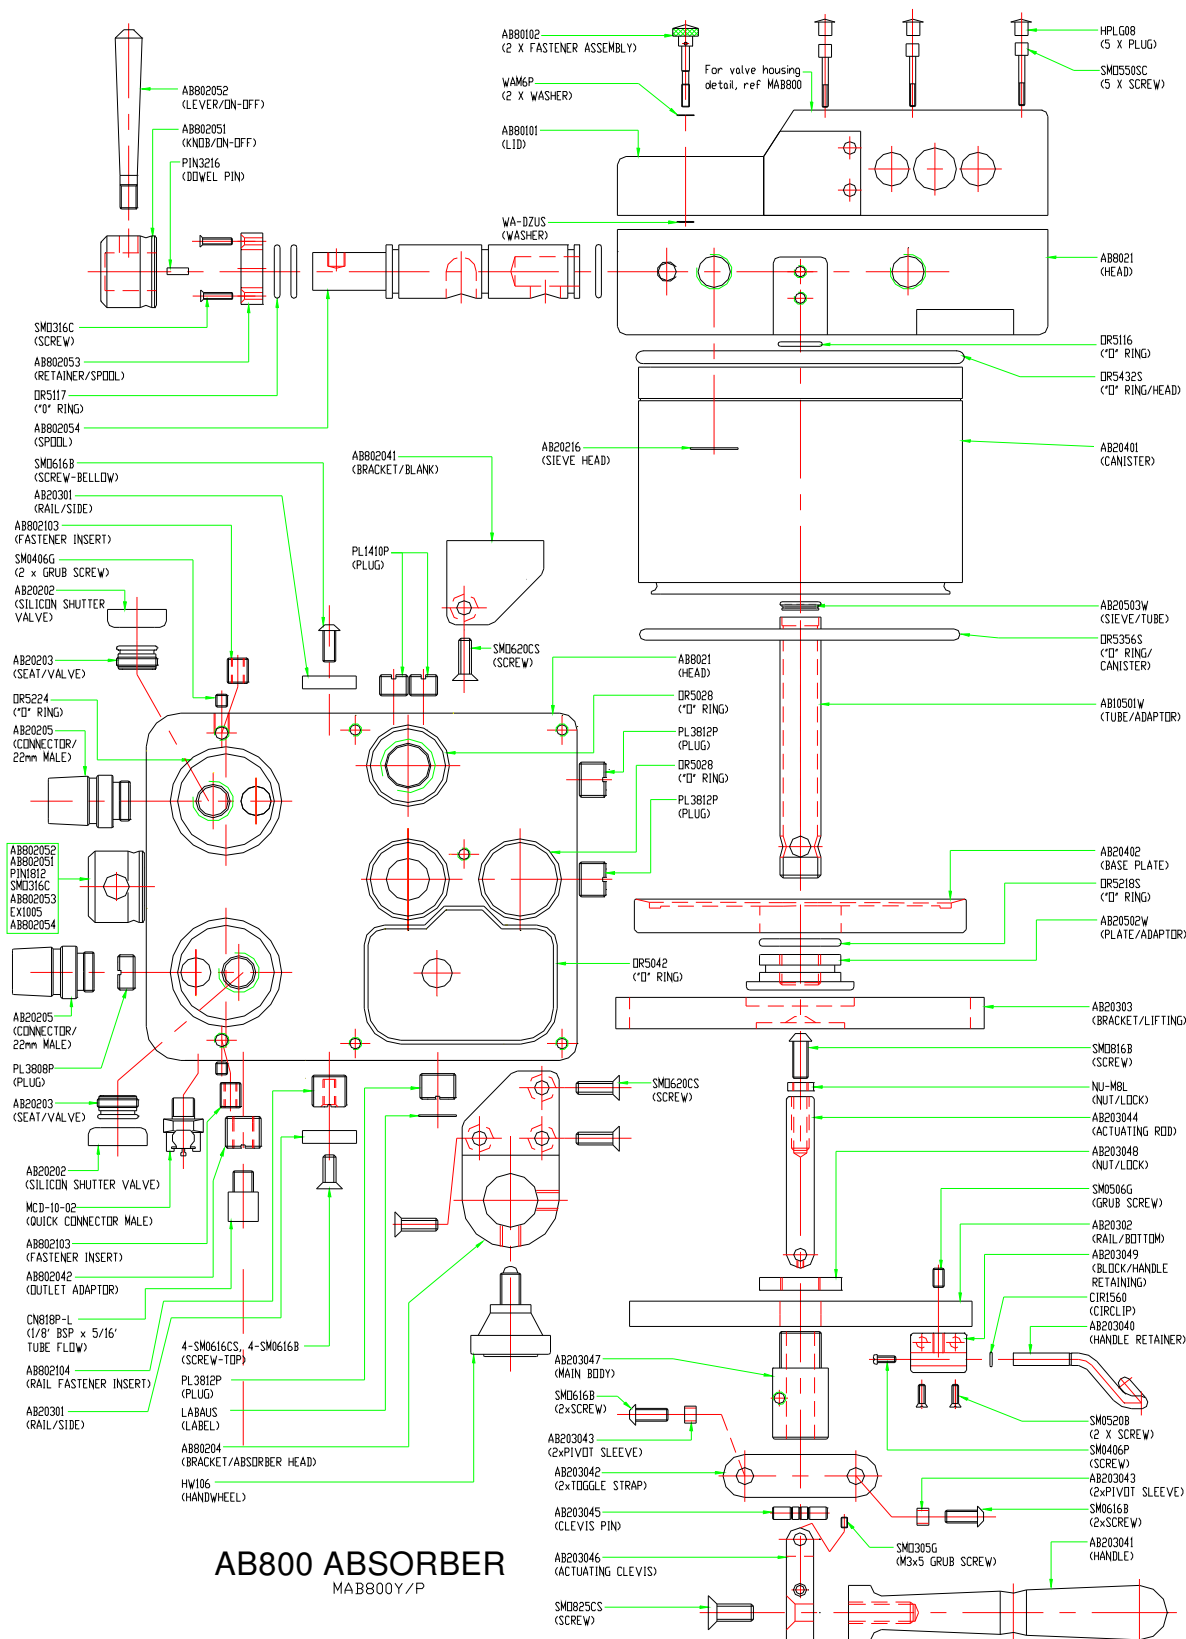 AB802052
(LEVER/ON-OFF)
AB802051
(KNOB/ON-OFF)
PIN3216
(DOWEL PIN)
SM0316C
(SCREW)
AB802053
(RETAINER/SPOOL)
OR5117
("O" RING)
AB802054
(SPOOL)
SM0616B
(SCREW-BELLOW)
AB20301
(RAIL/SIDE)
AB802103
(FASTENER INSERT)
SM0406G
(2 x GRUB SCREW)
AB20202
(SILICON SHUTTER
VALVE)
AB20203
(SEAT/VALVE)
OR5224
("O" RING)
AB20205
(CONNECTOR/
22mm MALE)
AB802052
AB802051
PIN1812
SM0316C
AB802053
EX1005
AB802054
AB20205
(CONNECTOR/
22mm MALE)
PL3808P
(PLUG)
AB20203
(SEAT/VALVE)
AB20202
(SILICON SHUTTER VALVE)
MCD-10-02
(QUICK CONNECTOR MALE)
AB802103
(FASTENER INSERT)
AB802042
(OUTLET ADAPTOR)
CN818P-L
(1/8' BSP x 5/16'
TUBE FLOW)
AB802104
(RAIL FASTENER INSERT)
AB20301
(RAIL/SIDE)
AB802041
(BRACKET/BLANK)
PL1410P
(PLUG)
SM0620CS
(SCREW)
AB8021
(HEAD)
OR5028
("O" RING)
PL3812P
(PLUG)
OR5028
("O" RING)
PL3812P
(PLUG)
OR5042
("O" RING)
SM0620CS
(SCREW)
4-SM0616CS, 4-SM0616B
(SCREW-TOP)
PL3812P
(PLUG)
LABAUS
(LABEL)
AB80204
(BRACKET/ABSORBER HEAD)
HW106
(HANDWHEEL)
AB80102
(2 X FASTENER ASSEMBLY)
WAM6P
(2 X WASHER)
AB80101
(LID)
For valve housing
detail, ref MAB800
WA-DZUS
(WASHER)
HPLG08
(5 X PLUG)
SM0550SC
(5 X SCREW)
AB8021
(HEAD)
OR5116
("O" RING)
OR5432S
("O" RING/HEAD)
AB20216
(SIEVE HEAD)
AB20401
(CANISTER)
AB20503W
(SIEVE/TUBE)
OR5356S
("O" RING/
CANISTER)
AB10501W
(TUBE/ADAPTOR)
AB20402
(BASE PLATE)
OR5218S
("O" RING)
AB20502W
(PLATE/ADAPTOR)
AB20303
(BRACKET/LIFTING)
SM0816B
(SCREW)
NU-M8L
(NUT/LOCK)
AB203044
(ACTUATING ROD)
AB203048
(NUT/LOCK)
SM0506G
(GRUB SCREW)
AB20302
(RAIL/BOTTOM)
AB203049
(BLOCK/HANDLE
RETAINING)
CIR1560
(CIRCLIP)
AB203040
(HANDLE RETAINER)
AB203047
(MAIN BODY)
SM0616B
(2xSCREW)
AB203043
(2xPIVOT SLEEVE)
AB203042
(2xTOGGLE STRAP)
AB203045
(CLEVIS PIN)
AB203046
(ACTUATING CLEVIS)
SM0825CS
(SCREW)
SM0305G
(M3x5 GRUB SCREW)
SM0520B
(2 X SCREW)
SM0406P
(SCREW)
AB203043
(2xPIVOT SLEEVE)
SM0616B
(2xSCREW)
AB203041
(HANDLE)
AB800 ABSORBER
MAB800Y/P